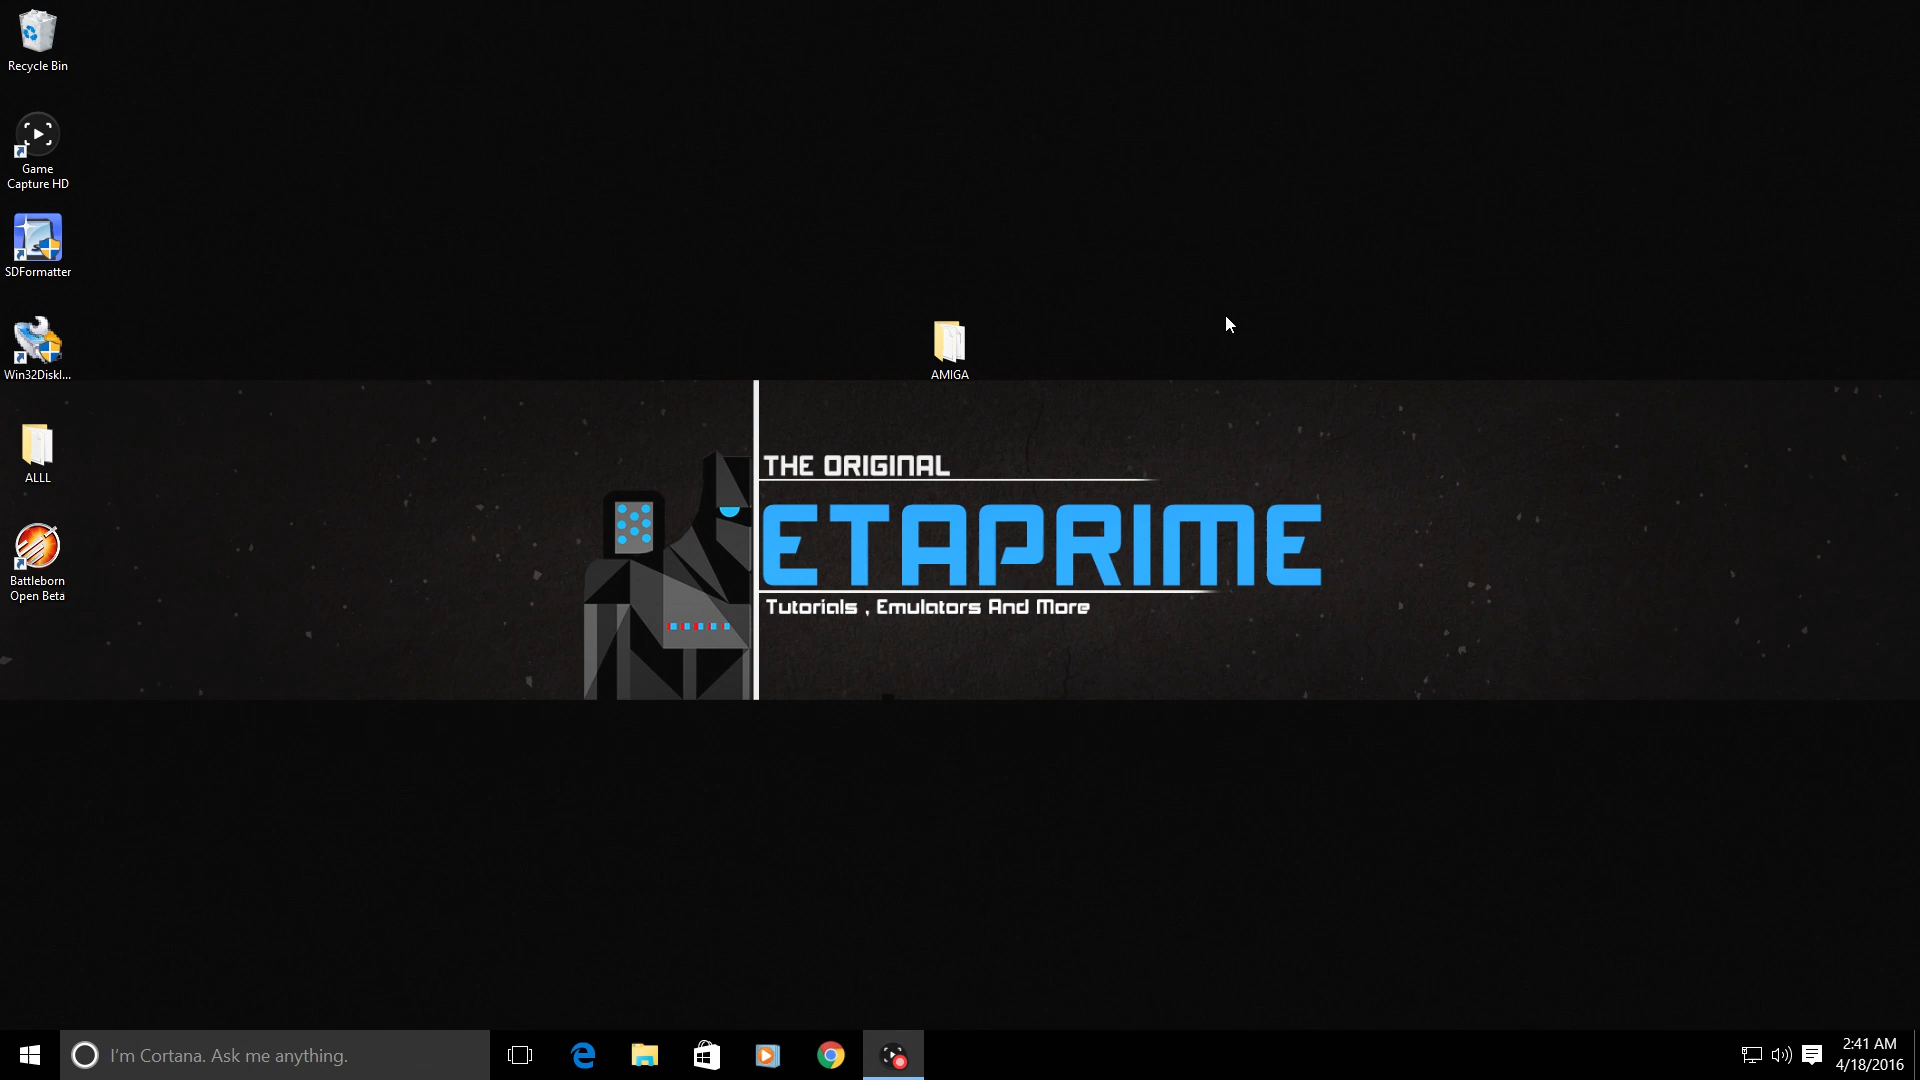 Recycle Bin
Game
Capture HD
SDFormatter
Win32DiskI...
ALLL
Battleborn
Open Beta
AMIGA
THE ORIGINAL
ETAPRIME
Tutorials , Emulators And More
I'm Cortana. Ask me anything.
2:41 AM
4/18/2016